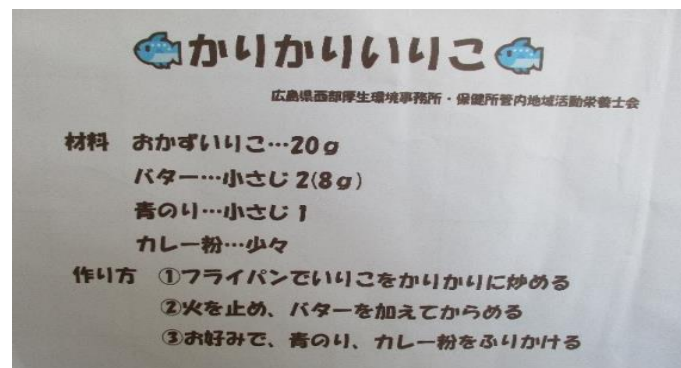 かりかりいりこ
広島県西部厚生環境事務所・保健所管内地域活動栄養士会
材料 おかずいりこ…20g
バター…小さじ2(8g)
青のり…小さじ1
カレー粉…少々
作り方 ①フライパンでいりこをかりかりに炒める
②火を止め、バターを加えてからめる
③お好みで、青のり、カレー粉をふりかける